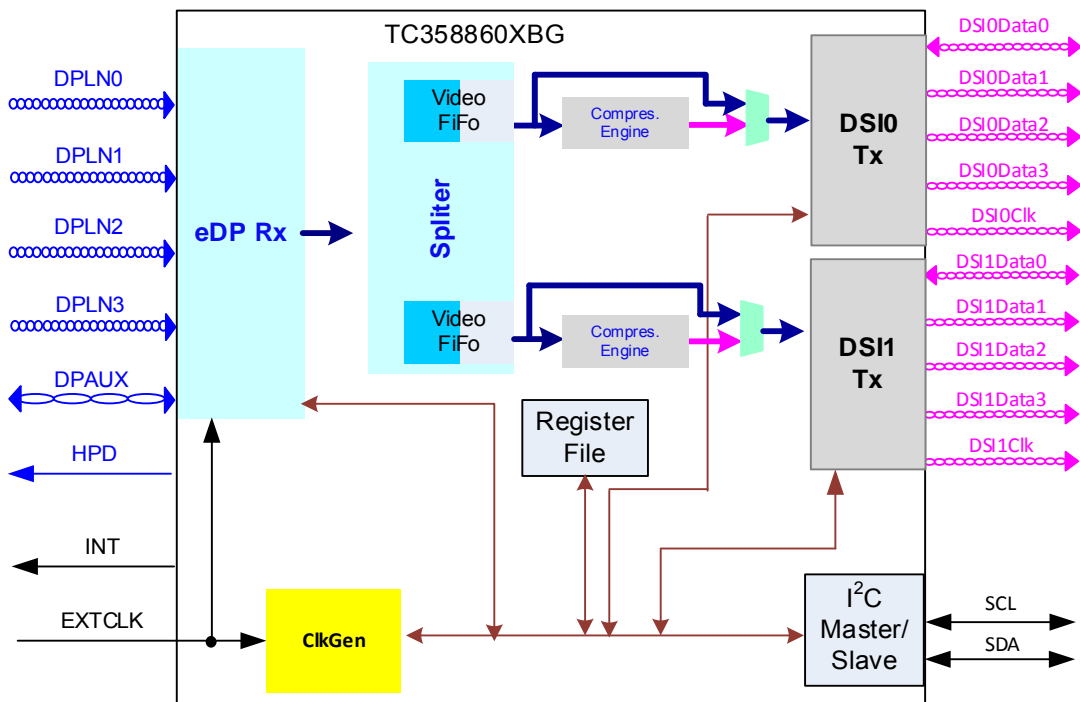 TC358860XBG
DPLN0
DPLN1
DPLN2
DPLN3
DPAUX
HPD
INT
EXTCLK
eDP Rx
Spliter
Video
FiFo
Compres.
Engine
Video
FiFo
Compres.
Engine
DSI0
Tx
DSI1
Tx
Register
File
ClkGen
I²C
Master/
Slave
DSI0Data0
DSI0Data1
DSI0Data2
DSI0Data3
DSI0Clk
DSI1Data0
DSI1Data1
DSI1Data2
DSI1Data3
DSI1Clk
SCL
SDA